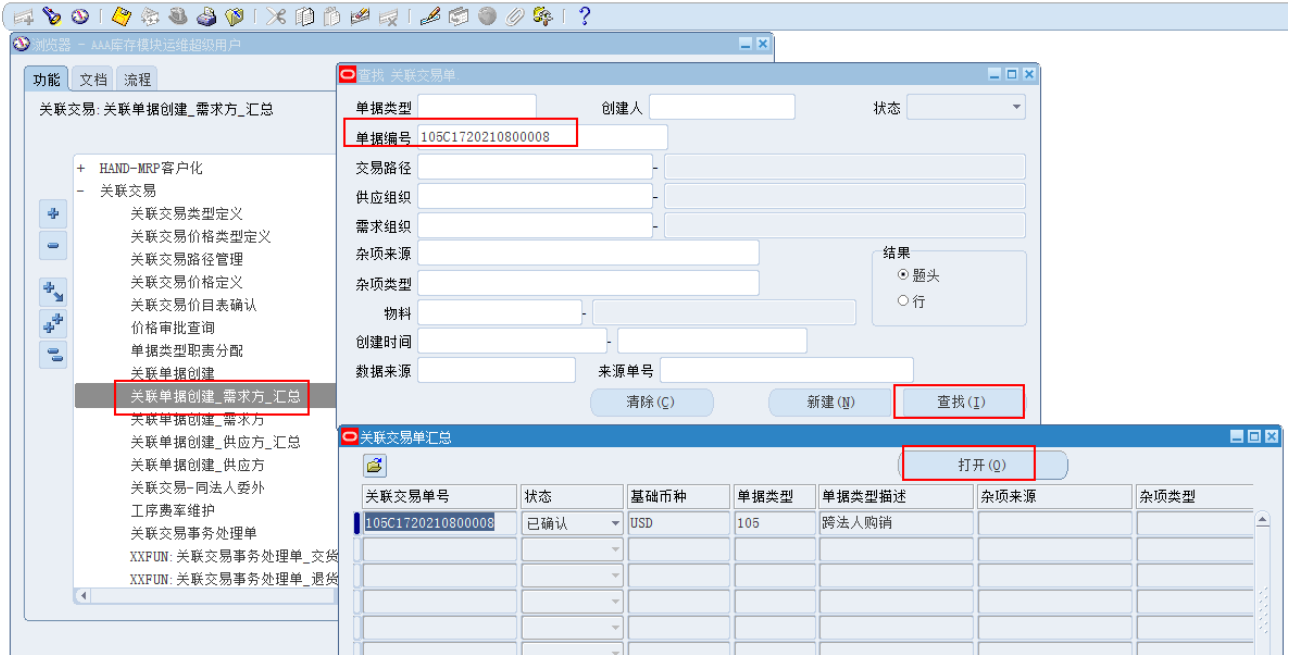 浏览器 - AAA库存模块运维超级用户
功能 文档 流程
关联交易:关联单据创建_需求方_汇总
+ HAND-MRP客户化
- 关联交易
关联交易类型定义
关联交易价格类型定义
关联交易路径管理
关联交易价格定义
关联交易价目表确认
价格审批查询
单据类型职责分配
关联单据创建
关联单据创建_需求方_汇总
关联单据创建_需求方
关联单据创建_供应方_汇总
关联单据创建_供应方
关联交易-同法人委外
工序费率维护
关联交易事务处理单
XXFUN:关联交易事务处理单_交货
XXFUN:关联交易事务处理单_退货
查找 关联交易单.
单据类型 创建人 状态
单据编号 105C1720210800008
交易路径 -
供应组织 -
需求组织 -
杂项来源
杂项类型
物料 -
创建时间 -
数据来源 来源单号
结果
题头
行
清除(C) 新建(N) 查找(I)
关联交易单汇总
打开(O)
关联交易单号 状态 基础币种 单据类型 单据类型描述 杂项来源 杂项类型
105C1720210800008 已确认 USD 105 跨法人购销